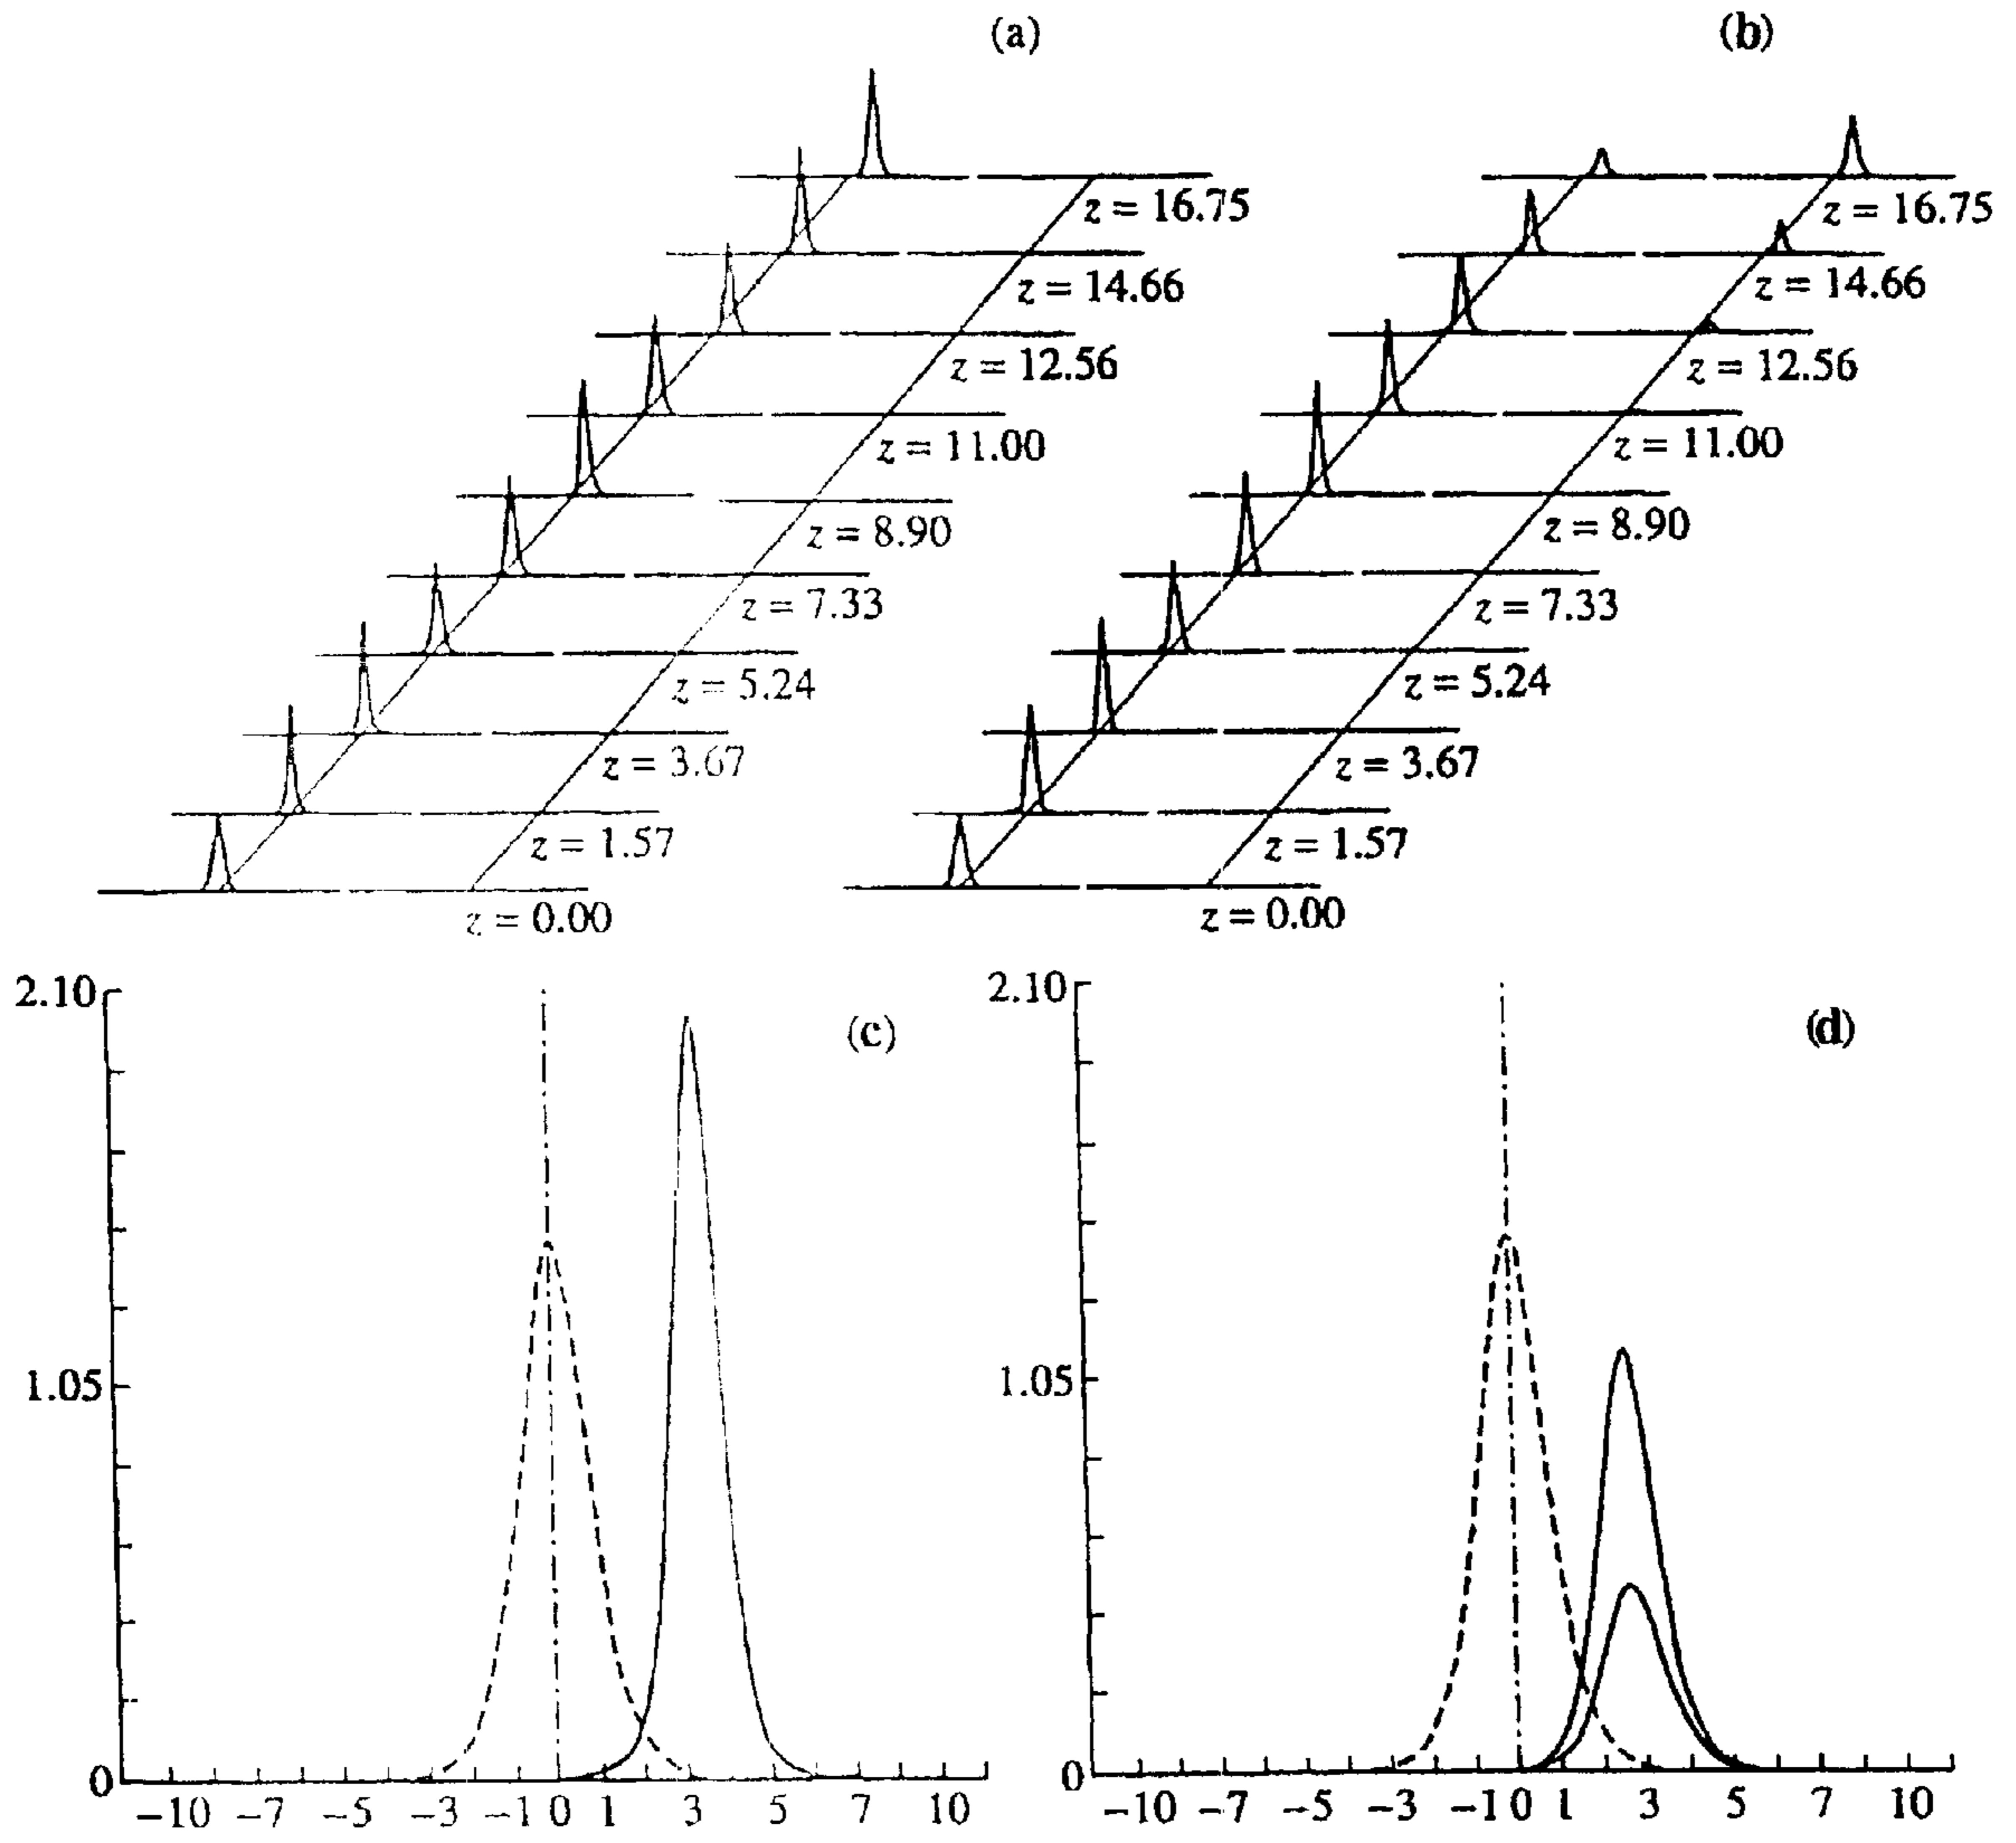 (a) (b)
z = 16.75 z = 16.75
z = 14.66 z = 14.66
z = 12.56 z = 12.56
z = 11.00 z = 11.00
z = 8.90 z = 8.90
z = 7.33 z = 7.33
z = 5.24 z = 5.24
z = 3.67 z = 3.67
z = 1.57 z = 1.57
z = 0.00 z = 0.00
2.10 2.10
(c) (d)
1.05 1.05
0 0
−10 −7 −5 −3 −1 0 1 3 5 7 10 −10 −7 −5 −3 −1 0 1 3 5 7 10